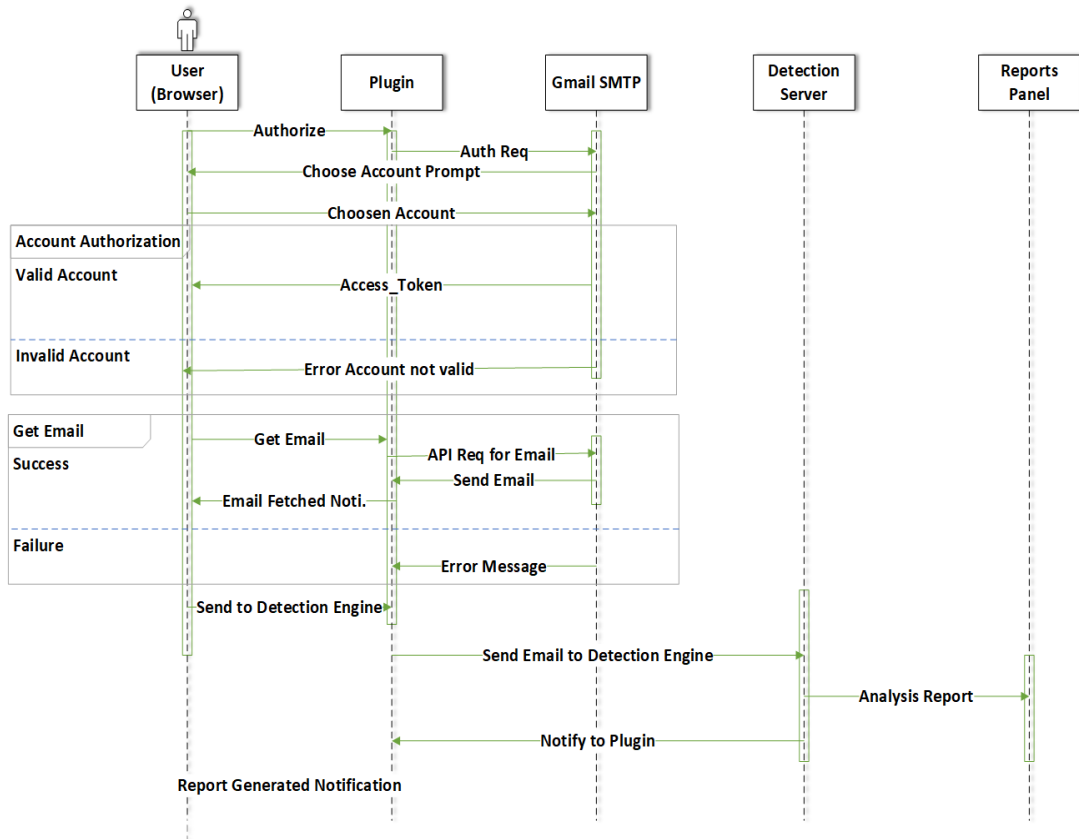 User
(Browser)
Plugin
Gmail SMTP
Detection
Server
Reports
Panel
Authorize
Auth Req
Choose Account Prompt
Choosen Account
Account Authorization
Valid Account
Access_Token
Invalid Account
Error Account not valid
Get Email
Get Email
API Req for Email
Success
Send Email
Email Fetched Noti.
Failure
Error Message
Send to Detection Engine
Send Email to Detection Engine
Analysis Report
Notify to Plugin
Report Generated Notification